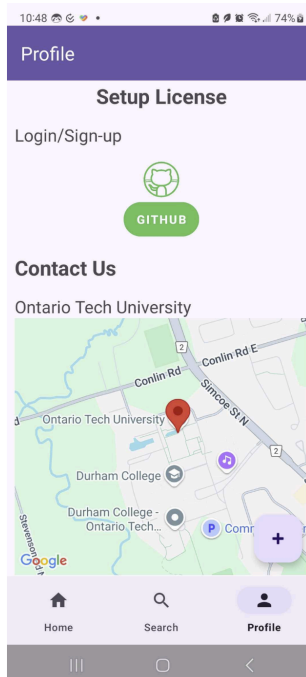 10:48
74%
Profile
Setup License
Login/Sign-up
GITHUB
Contact Us
Ontario Tech University
2
Conlin Rd E
Conlin Rd
Simcoe St N
Ontario Tech University
2
Durham College
Durham College -
Ontario Tech...
P
Stevenson
Google
+
Home
Search
Profile